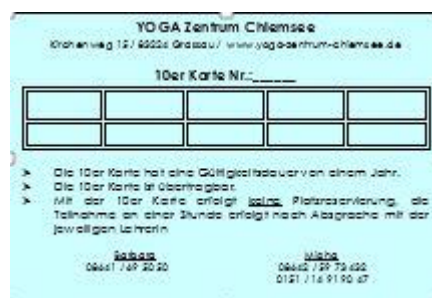 YOGA Zentrum Chiemsee
Kirchenweg 15 / 83224 Grassau / www.yoga-zentrum-chiemsee.de
10er Karte Nr.:______
➤ Die 10er Karte hat eine Gültigkeitsdauer von einem Jahr.
➤ Die 10er Karte ist übertragbar.
➤ Mit der 10er Karte erfolgt keine Platzreservierung, die
Teilnahme an einer Stunde erfolgt nach Absprache mit der
jeweiligen Lehrerin
Barbara
Micha